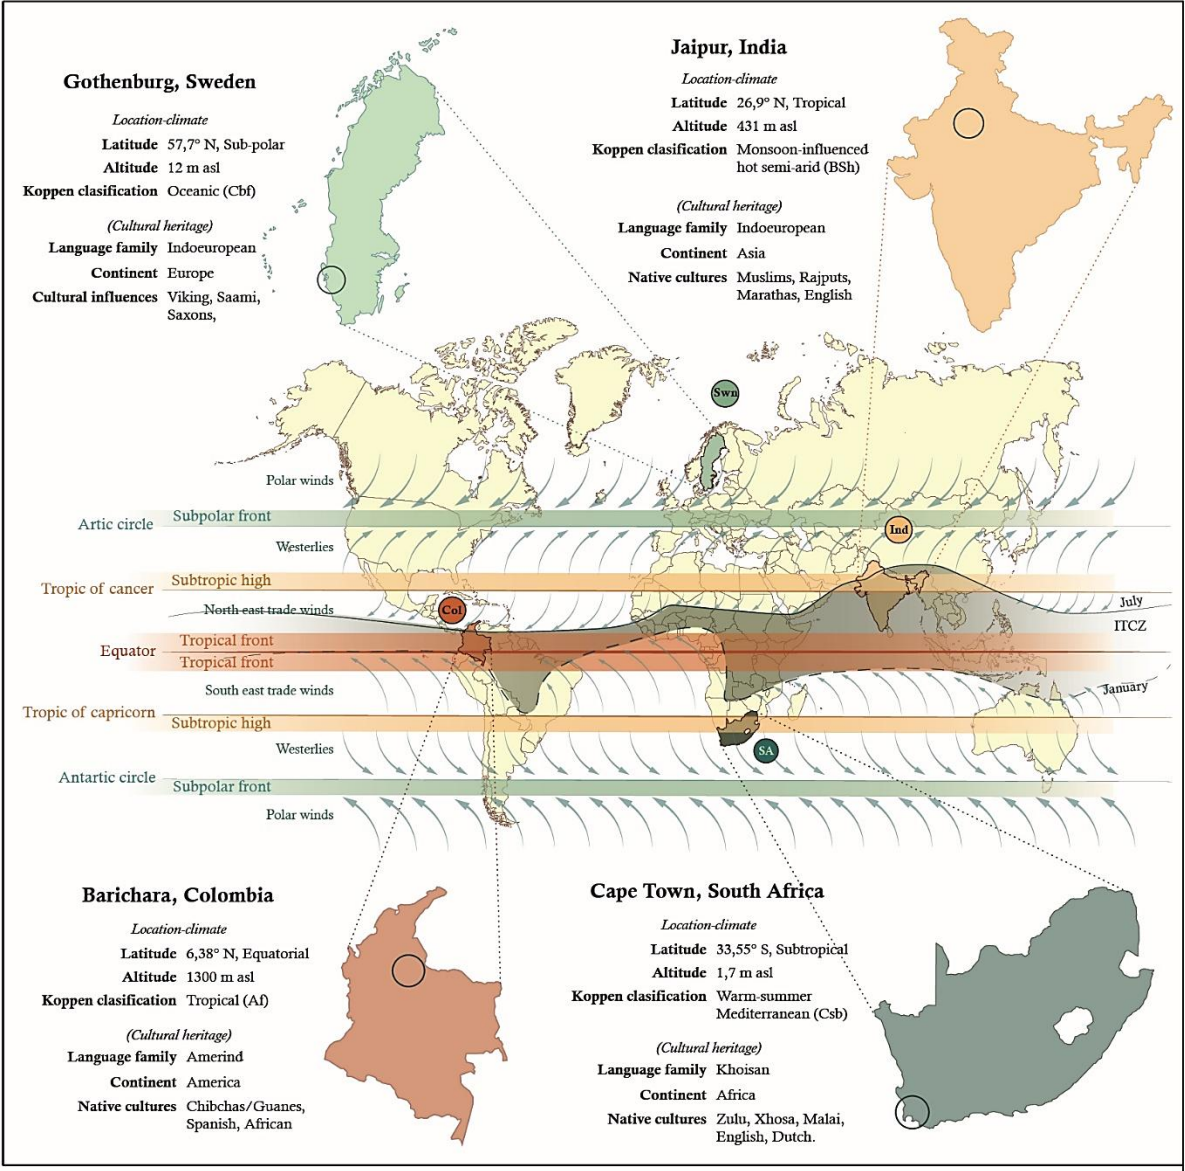 Gothenburg, Sweden
Location-climate
Latitude 57,7º N, Sub-polar
Altitude 12 m asl
Koppen clasification Oceanic (Cbf)
(Cultural heritage)
Language family Indoeuropean
Continent Europe
Cultural influences Viking, Saami,
Saxons,
Jaipur, India
Location-climate
Latitude 26,9º N, Tropical
Altitude 431 m asl
Koppen clasification Monsoon-influenced
hot semi-arid (BSh)
(Cultural heritage)
Language family Indoeuropean
Continent Asia
Native cultures Muslims, Rajputs,
Marathas, English
Swn
Polar winds
Artic circle Subpolar front
Ind
Westerlies
Tropic of cancer Subtropic high
North east trade winds
Col
July
ITCZ
Tropical front
Equator
Tropical front
South east trade winds
January
Tropic of capricorn
Subtropic high
Westerlies
SA
Antartic circle
Subpolar front
Polar winds
Barichara, Colombia
Location-climate
Latitude 6,38º N, Equatorial
Altitude 1300 m asl
Koppen clasification Tropical (Af)
(Cultural heritage)
Language family Amerind
Continent America
Native cultures Chibchas/Guanes,
Spanish, African
Cape Town, South Africa
Location-climate
Latitude 33,55º S, Subtropical
Altitude 1,7 m asl
Koppen clasification Warm-summer
Mediterranean (Csb)
(Cultural heritage)
Language family Khoisan
Continent Africa
Native cultures Zulu, Xhosa, Malai,
English, Dutch.